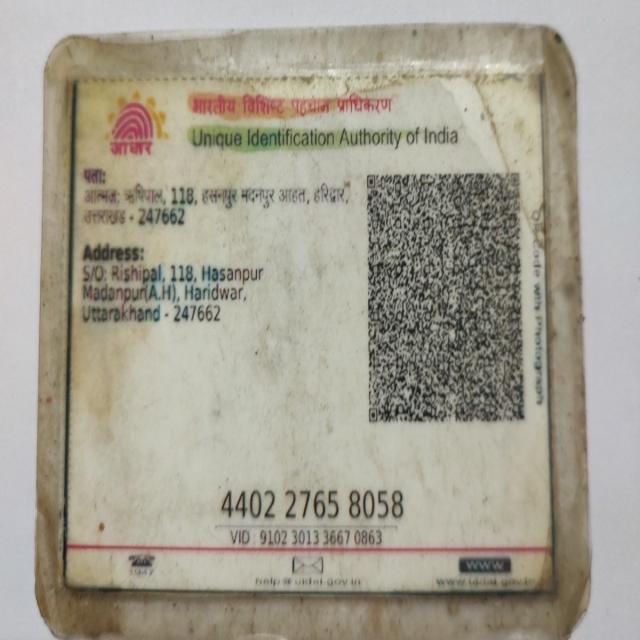 भारतीय विशिष्ट पहचान प्राधिकरण
Unique Identification Authority of India
आधार
पता:
आत्मज: ऋषिपाल, 118, हसनपुर मदनपुर आहत, हरिद्वार,
उत्तराखंड - 247662
Address:
S/O: Rishipal, 118, Hasanpur
Madanpur(A.H), Haridwar,
Uttarakhand - 247662
Code with Photograph
4402 2765 8058
VID : 9102 3013 3667 0863
1947
help@uidai.gov.in
www
www.uidai.gov.in